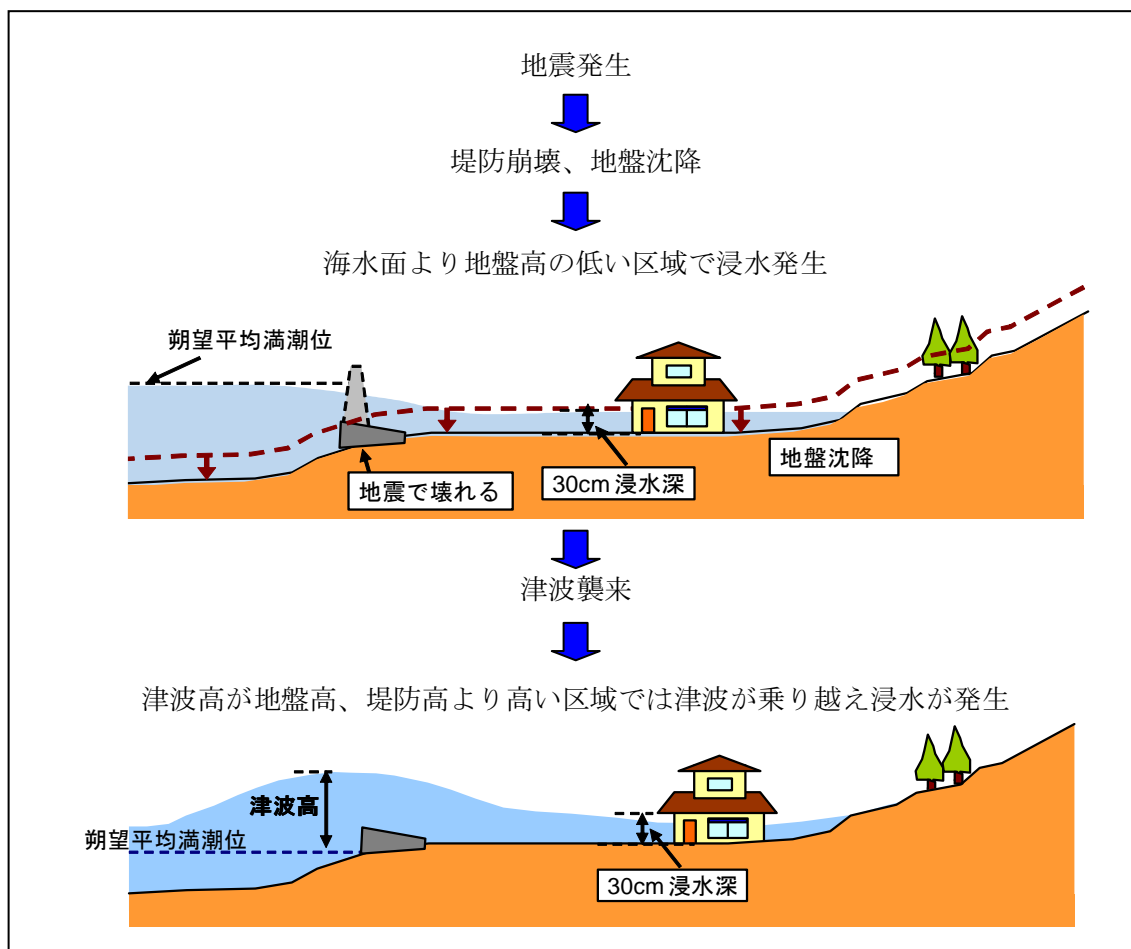 地震発生
堤防崩壊、地盤沈降
海水面より地盤高の低い区域で浸水発生
朔望平均満潮位
地盤沈降
30cm 浸水深
地震で壊れる
津波襲来
津波高が地盤高、堤防高より高い区域では津波が乗り越え浸水が発生
津波高
朔望平均満潮位
30cm 浸水深